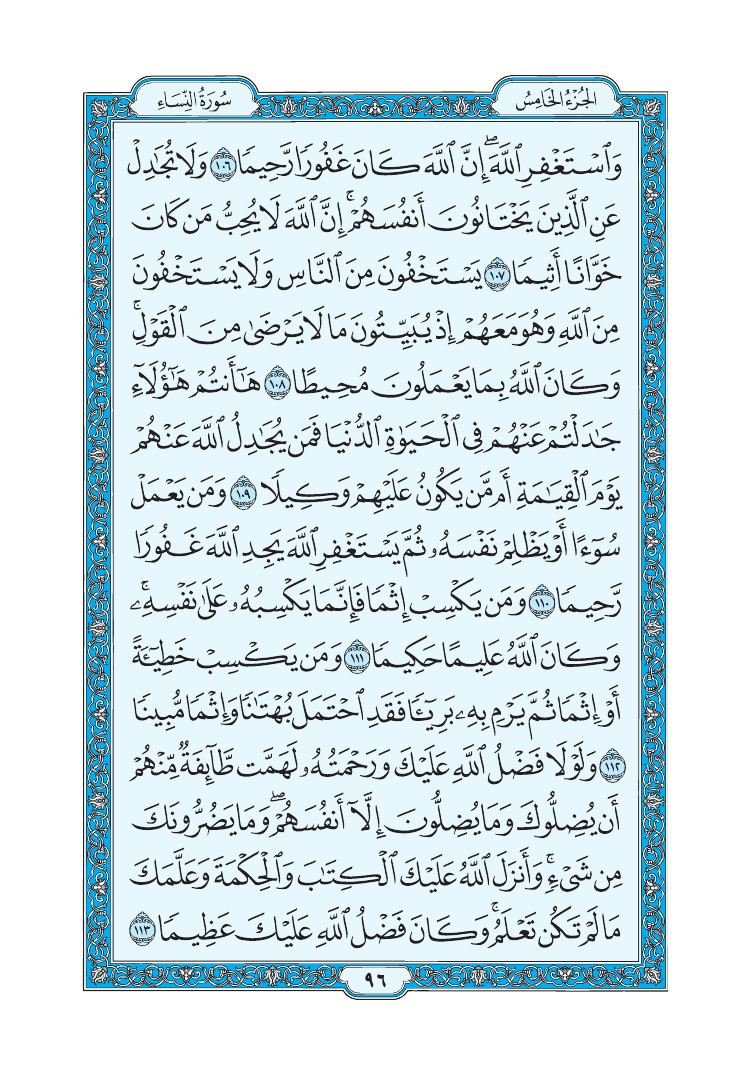 الجُزْءُ الخَامِسُ
سُورَةُ النِّسَاءِ
وَٱسْتَغْفِرِ ٱللَّهَۖ إِنَّ ٱللَّهَ كَانَ غَفُورًا رَّحِيمًا ١٠٦ وَلَا تُجَٰدِلْ
عَنِ ٱلَّذِينَ يَخْتَانُونَ أَنفُسَهُمْۚ إِنَّ ٱللَّهَ لَا يُحِبُّ مَن كَانَ
خَوَّانًا أَثِيمًا ١٠٧ يَسْتَخْفُونَ مِنَ ٱلنَّاسِ وَلَا يَسْتَخْفُونَ
مِنَ ٱللَّهِ وَهُوَ مَعَهُمْ إِذْ يُبَيِّتُونَ مَا لَا يَرْضَىٰ مِنَ ٱلْقَوْلِۚ
وَكَانَ ٱللَّهُ بِمَا يَعْمَلُونَ مُحِيطًا ١٠٨ هَٰٓأَنتُمْ هَٰٓؤُلَآءِ
جَٰدَلْتُمْ عَنْهُمْ فِى ٱلْحَيَوٰةِ ٱلدُّنْيَا فَمَن يُجَٰدِلُ ٱللَّهَ عَنْهُمْ
يَوْمَ ٱلْقِيَٰمَةِ أَم مَّن يَكُونُ عَلَيْهِمْ وَكِيلًا ١٠٩ وَمَن يَعْمَلْ
سُوٓءًا أَوْ يَظْلِمْ نَفْسَهُۥ ثُمَّ يَسْتَغْفِرِ ٱللَّهَ يَجِدِ ٱللَّهَ غَفُورًا
رَّحِيمًا ١١٠ وَمَن يَكْسِبْ إِثْمًا فَإِنَّمَا يَكْسِبُهُۥ عَلَىٰ نَفْسِهِۦۚ
وَكَانَ ٱللَّهُ عَلِيمًا حَكِيمًا ١١١ وَمَن يَكْسِبْ خَطِيٓـَٔةً
أَوْ إِثْمًا ثُمَّ يَرْمِ بِهِۦ بَرِيٓـًٔا فَقَدِ ٱحْتَمَلَ بُهْتَٰنًا وَإِثْمًا مُّبِينًا
١١٢ وَلَوْلَا فَضْلُ ٱللَّهِ عَلَيْكَ وَرَحْمَتُهُۥ لَهَمَّت طَّآئِفَةٌ مِّنْهُمْ
أَن يُضِلُّوكَ وَمَا يُضِلُّونَ إِلَّآ أَنفُسَهُمْۖ وَمَا يَضُرُّونَكَ
مِن شَىْءٍۚ وَأَنزَلَ ٱللَّهُ عَلَيْكَ ٱلْكِتَٰبَ وَٱلْحِكْمَةَ وَعَلَّمَكَ
مَا لَمْ تَكُن تَعْلَمُۚ وَكَانَ فَضْلُ ٱللَّهِ عَلَيْكَ عَظِيمًا ١١٣
٩٦